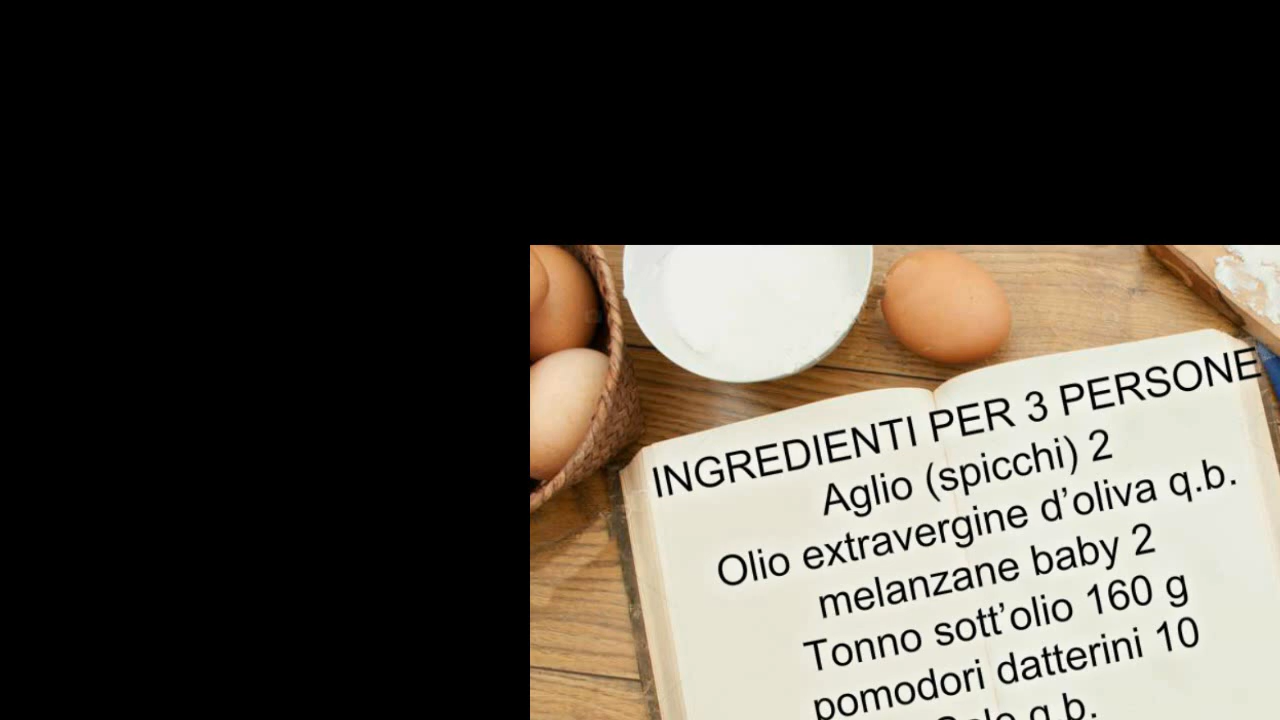 INGREDIENTI PER 3 PERSONE
Aglio (spicchi) 2
Olio extravergine d’oliva q.b.
melanzane baby 2
Tonno sott’olio 160 g
pomodori datterini 10
Sale q.b.